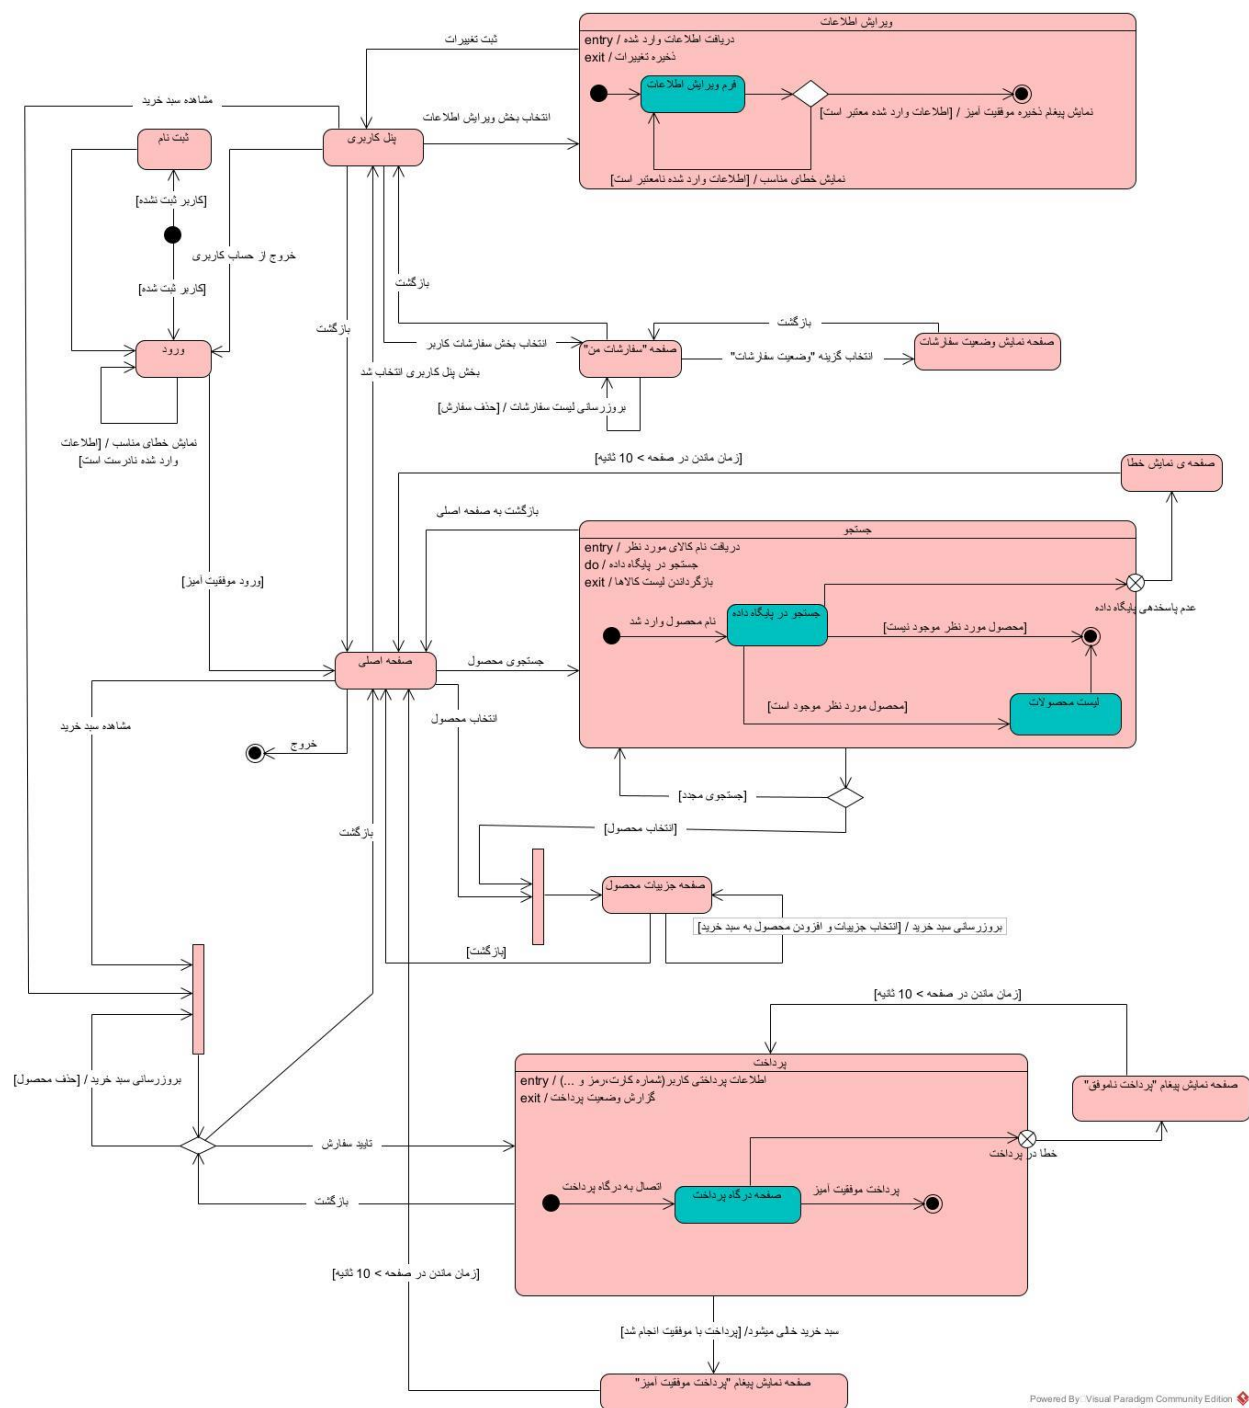 ویرایش اطلاعات
entry / دریافت اطلاعات وارد شده
exit / ذخیره تغییرات
ثبت تغییرات
فرم ویرایش اطلاعات
نمایش پیغام ذخیره موفقیت آمیز / [اطلاعات وارد شده معتبر است]
نمایش خطای مناسب / [اطلاعات وارد شده نامعتبر است]
مشاهده سبد خرید
انتخاب بخش ویرایش اطلاعات
ثبت نام
پنل کاربری
[کاربر ثبت نشده]
خروج از حساب کاربری
[کاربر ثبت شده]
بازگشت
بازگشت
بازگشت
ورود
انتخاب بخش سفارشات کاربر
صفحه "سفارشات من"
انتخاب گزینه "وضعیت سفارشات"
صفحه نمایش وضعیت سفارشات
بخش پنل کاربری انتخاب شد
بروزرسانی لیست سفارشات / [حذف سفارش]
نمایش خطای مناسب / [اطلاعات
وارد شده نادرست است]
[زمان ماندن در صفحه > 10 ثانیه]
صفحه ی نمایش خطا
بازگشت به صفحه اصلی
جستجو
entry / دریافت نام کالای مورد نظر
do / جستجو در پایگاه داده
exit / بازگرداندن لیست کالاها
[ورود موفقیت آمیز]
عدم پاسخدهی پایگاه داده
نام محصول وارد شد
جستجو در پایگاه داده
[محصول مورد نظر موجود نیست]
صفحه اصلی
جستجوی محصول
[محصول مورد نظر موجود است]
لیست محصولات
انتخاب محصول
مشاهده سبد خرید
خروج
[جستجوی مجدد]
[انتخاب محصول]
بازگشت
صفحه جزییات محصول
بروزرسانی سبد خرید / [انتخاب جزییات و افزودن محصول به سبد خرید]
[بازگشت]
[زمان ماندن در صفحه > 10 ثانیه]
پرداخت
entry / اطلاعات پرداختی کاربر(شماره کارت،رمز و ...)
exit / گزارش وضعیت پرداخت
بروزرسانی سبد خرید / [حذف محصول]
صفحه نمایش پیغام "پرداخت ناموفق"
تایید سفارش
خطا در پرداخت
بازگشت
اتصال به درگاه پرداخت
صفحه درگاه پرداخت
پرداخت موفقیت آمیز
[زمان ماندن در صفحه > 10 ثانیه]
سبد خرید خالی میشود/ [پرداخت با موفقیت انجام شد]
صفحه نمایش پیغام "پرداخت موفقیت آمیز"
Powered By: Visual Paradigm Community Edition